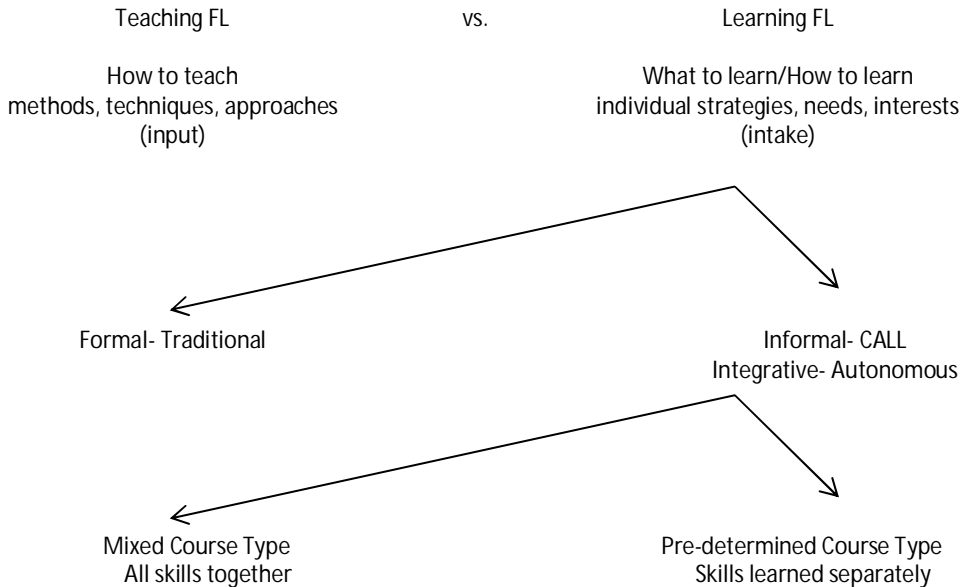 Teaching FL vs. Learning FL
How to teach What to learn/How to learn
methods, techniques, approaches individual strategies, needs, interests
(input) (intake)
Formal- Traditional Informal- CALL
Integrative- Autonomous
Mixed Course Type Pre-determined Course Type
All skills together Skills learned separately